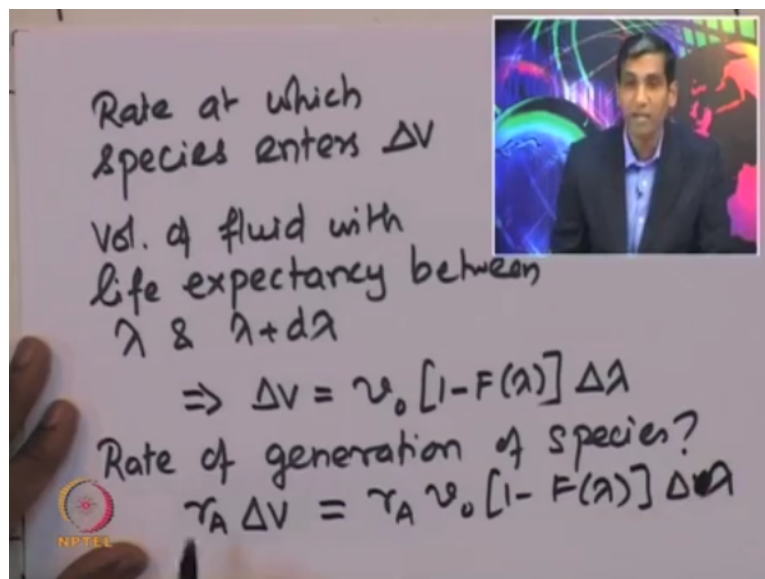 Rate at which
species enters ΔV
Vol. of fluid with
life expectancy between
λ & λ+dλ
⇒ ΔV = v₀ [1-F(λ)] Δλ
Rate of generation of species?
r_A ΔV = r_A v₀ [1- F(λ)] Δλ
NPTEL